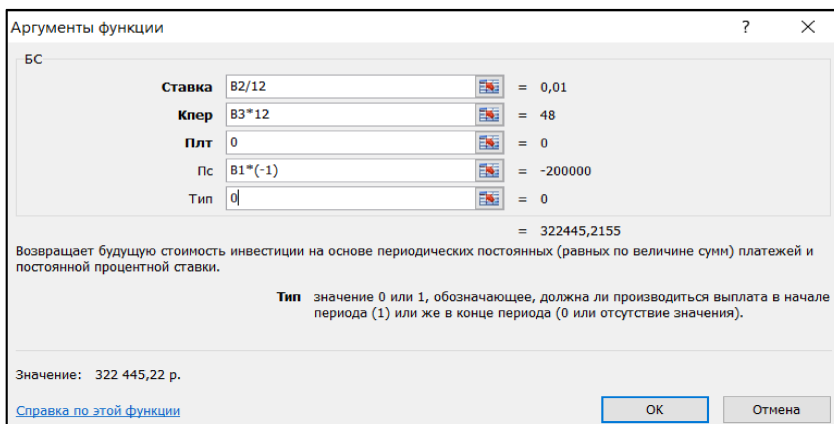 Аргументы функции ? ×
БС
Ставка B2/12 = 0,01
Кпер B3*12 = 48
Плт 0 = 0
Пс B1*(-1) = -200000
Тип 0 = 0
= 322445,2155
Возвращает будущую стоимость инвестиции на основе периодических постоянных (равных по величине сумм) платежей и
постоянной процентной ставки.
Тип значение 0 или 1, обозначающее, должна ли производиться выплата в начале
периода (1) или же в конце периода (0 или отсутствие значения).
Значение: 322 445,22 р.
Справка по этой функции
ОК Отмена